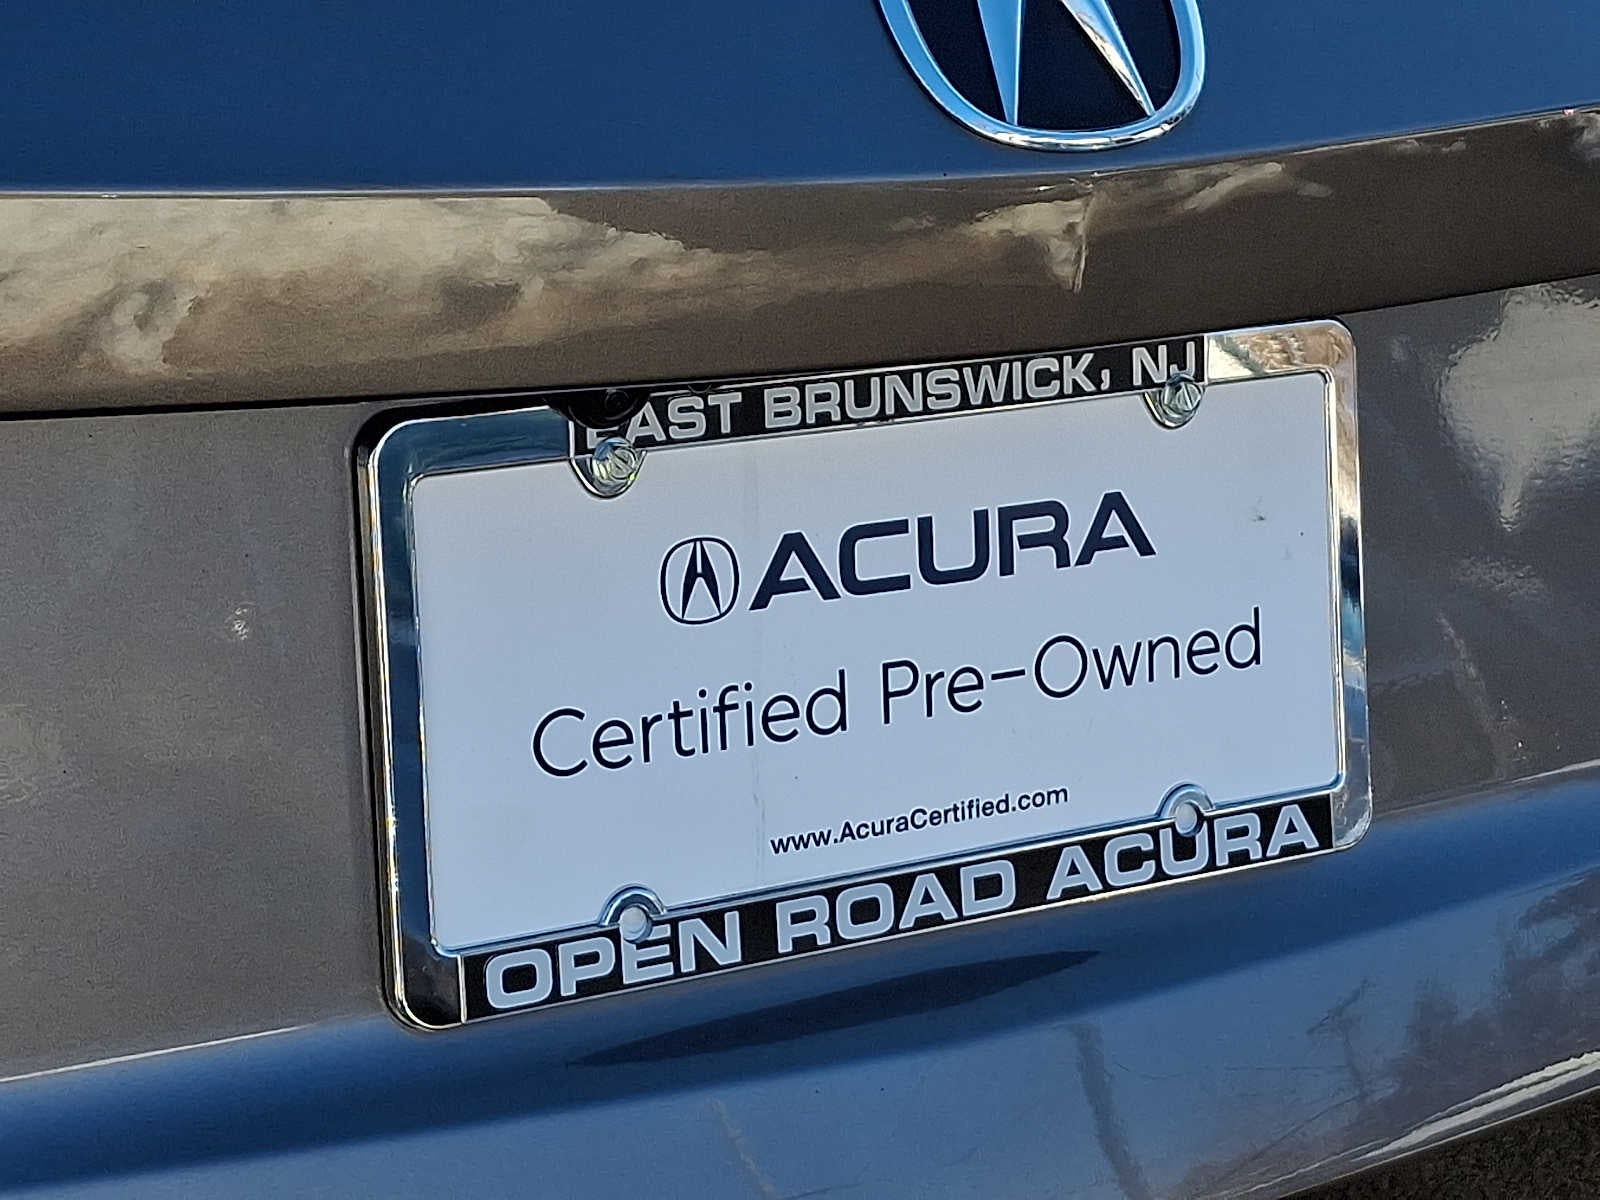 EAST BRUNSWICK, NJ
ACURA
Certified Pre-Owned
www.AcuraCertified.com
OPEN ROAD ACURA